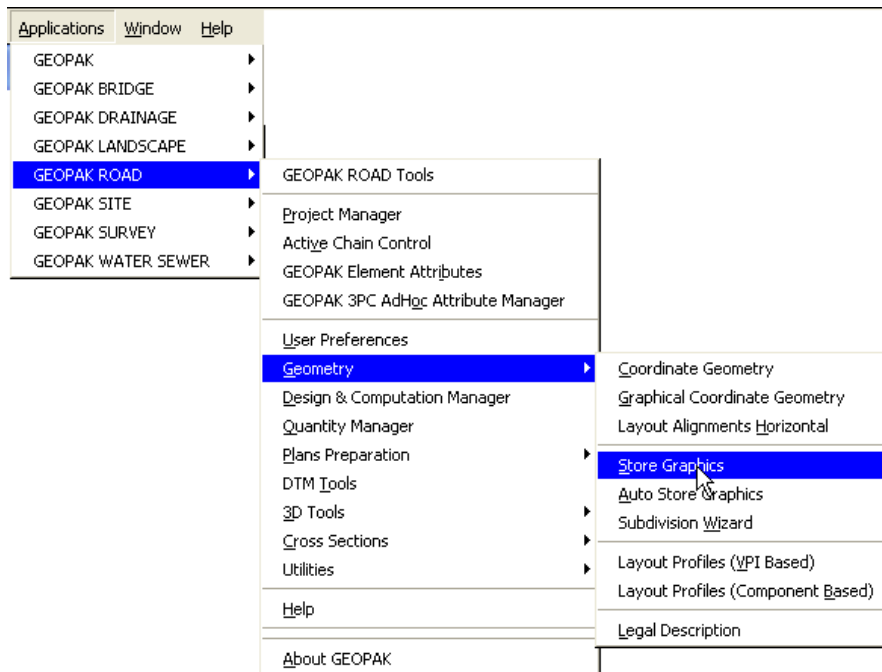 Applications Window Help
GEOPAK
GEOPAK BRIDGE
GEOPAK DRAINAGE
GEOPAK LANDSCAPE
GEOPAK ROAD
GEOPAK SITE
GEOPAK SURVEY
GEOPAK WATER SEWER
GEOPAK ROAD Tools
Project Manager
Active Chain Control
GEOPAK Element Attributes
GEOPAK 3PC AdHoc Attribute Manager
User Preferences
Geometry
Design & Computation Manager
Quantity Manager
Plans Preparation
DTM Tools
3D Tools
Cross Sections
Utilities
Help
About GEOPAK
Coordinate Geometry
Graphical Coordinate Geometry
Layout Alignments Horizontal
Store Graphics
Auto Store Graphics
Subdivision Wizard
Layout Profiles (VPI Based)
Layout Profiles (Component Based)
Legal Description